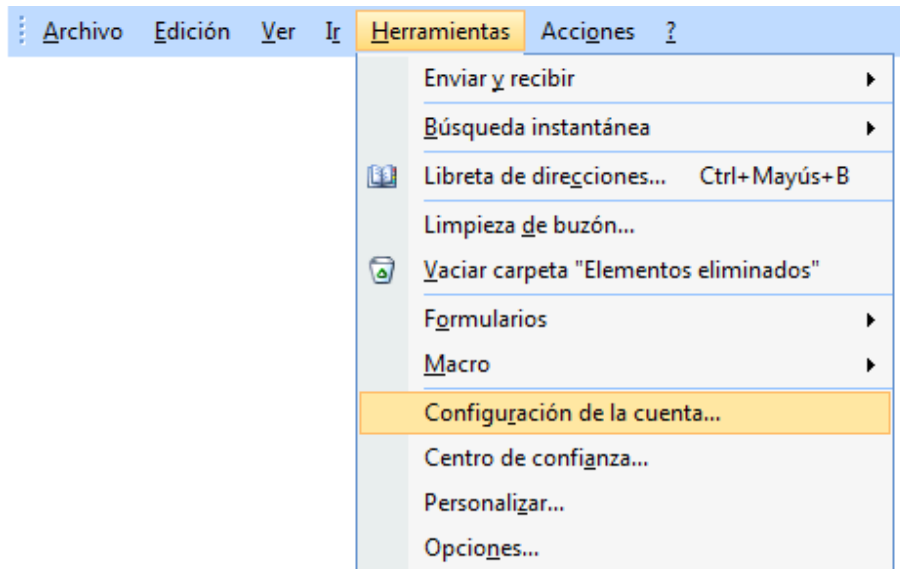 Archivo Edición Ver Ir Herramientas Acciones ?
Enviar y recibir
Búsqueda instantánea
Libreta de direcciones... Ctrl+Mayús+B
Limpieza de buzón...
Vaciar carpeta "Elementos eliminados"
Formularios
Macro
Configuración de la cuenta...
Centro de confianza...
Personalizar...
Opciones...